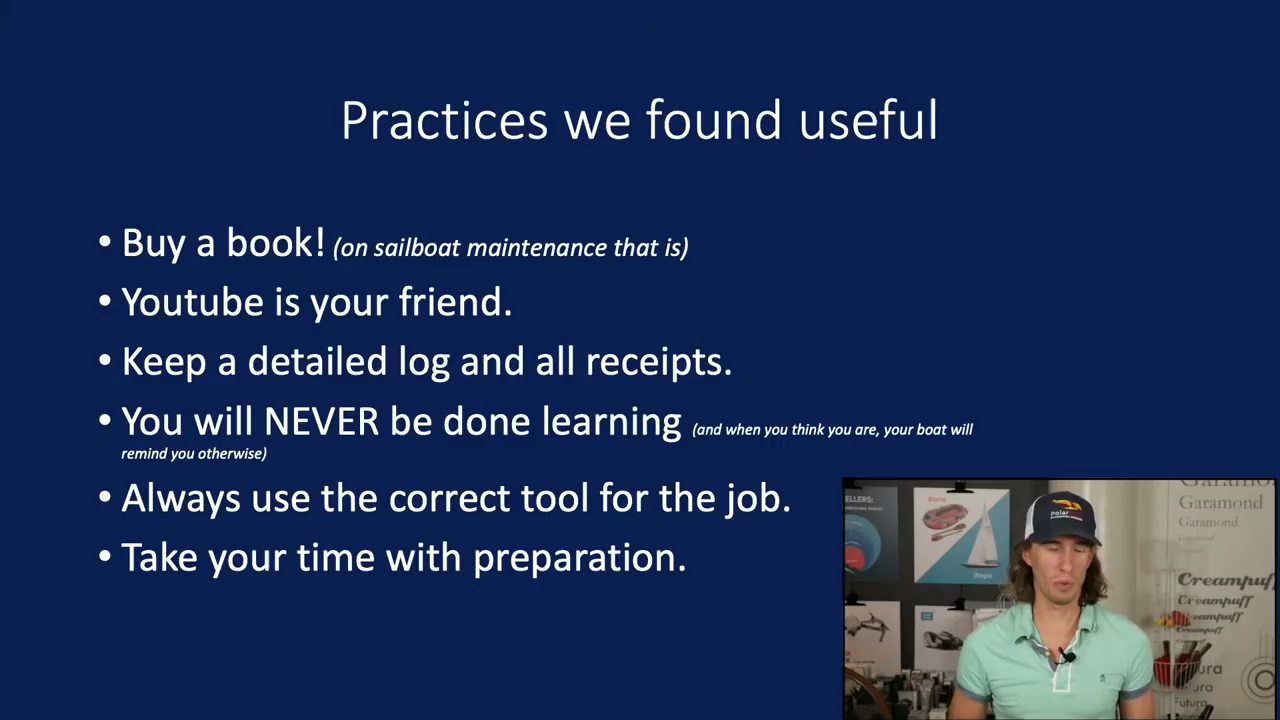 Practices we found useful
• Buy a book! (on sailboat maintenance that is)
• Youtube is your friend.
• Keep a detailed log and all receipts.
• You will NEVER be done learning (and when you think you are, your boat will
remind you otherwise)
• Always use the correct tool for the job.
• Take your time with preparation.
ELLERS:
Garamond
Garamond
Creampuff
Creampuff
Creampuff
Creampuff
Polar
Futura
Futura